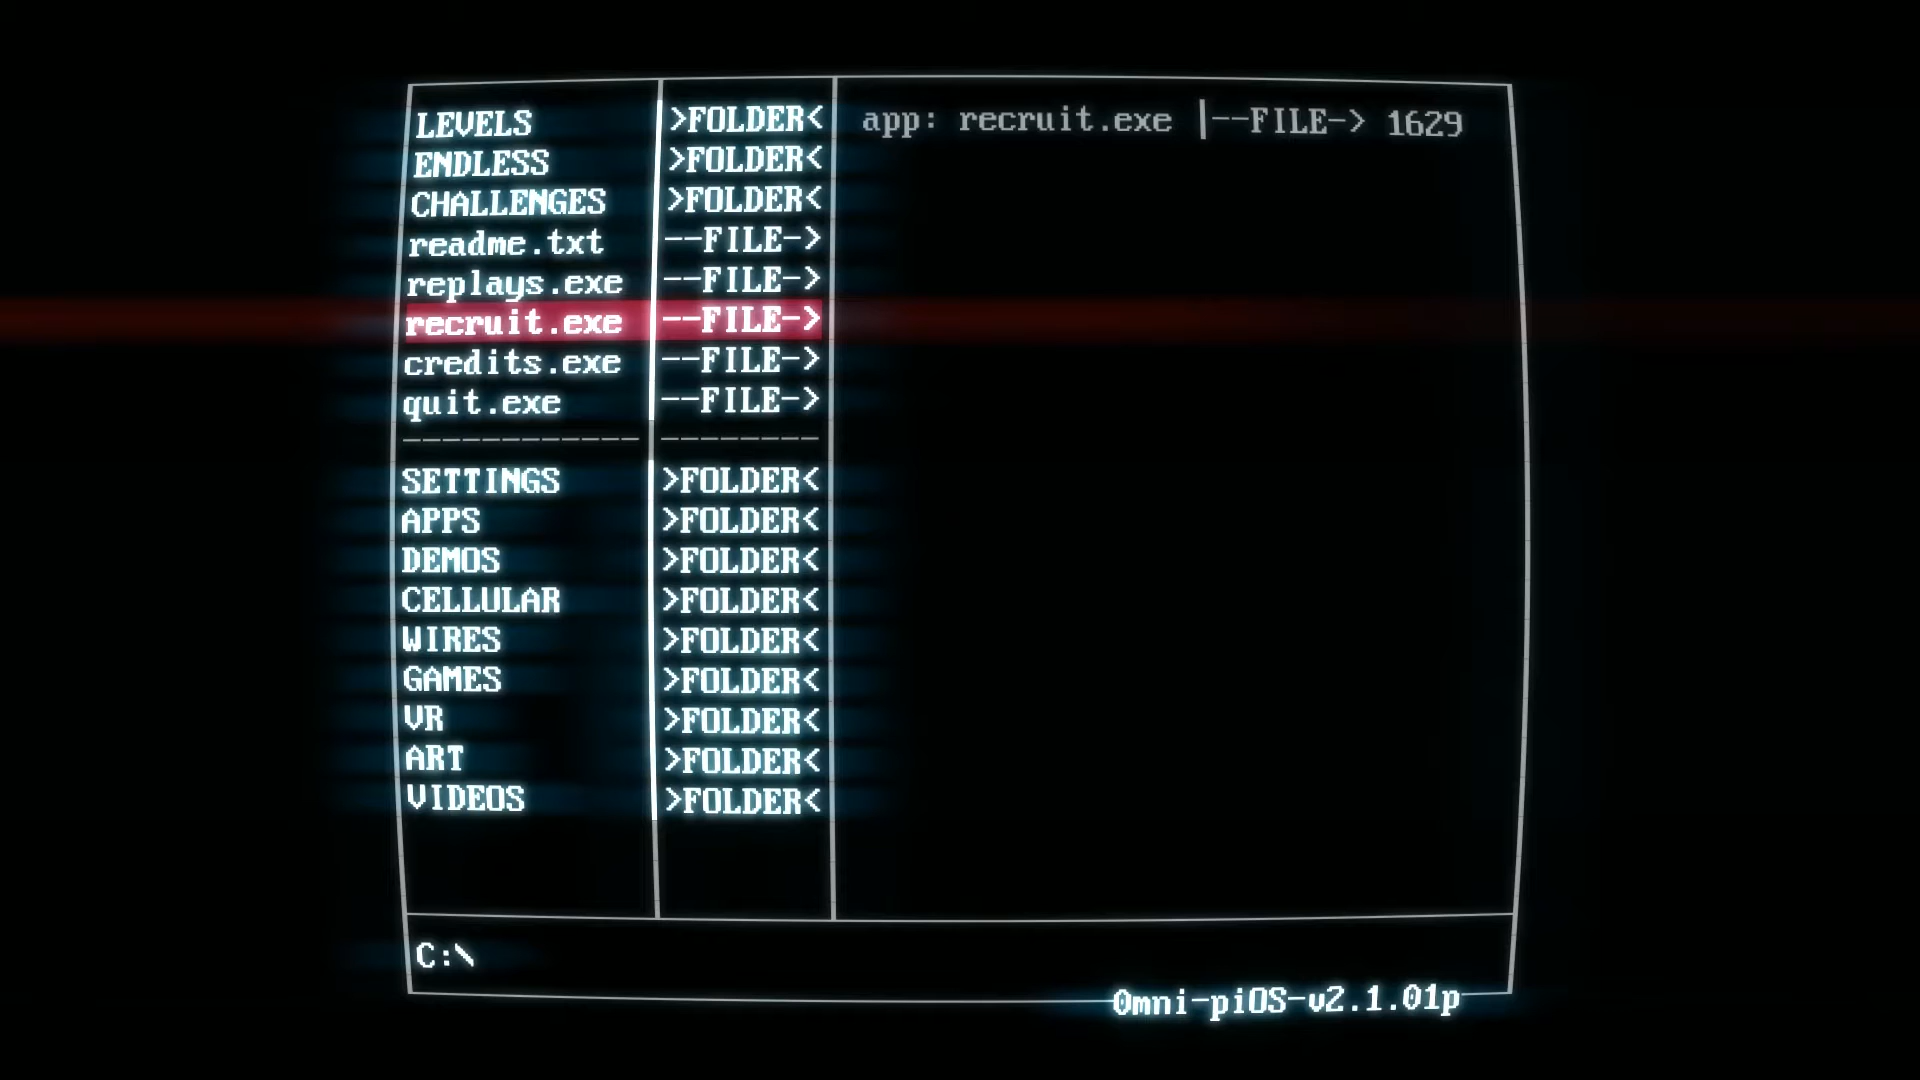 LEVELS >FOLDER< app: recruit.exe |--FILE-> 1629
ENDLESS >FOLDER<
CHALLENGES >FOLDER<
readme.txt --FILE->
replays.exe --FILE->
recruit.exe --FILE->
credits.exe --FILE->
quit.exe --FILE->
------------ --------
SETTINGS >FOLDER<
APPS >FOLDER<
DEMOS >FOLDER<
CELLULAR >FOLDER<
WIRES >FOLDER<
GAMES >FOLDER<
VR >FOLDER<
ART >FOLDER<
VIDEOS >FOLDER<
C:\
0mni-piOS-v2.1.01p